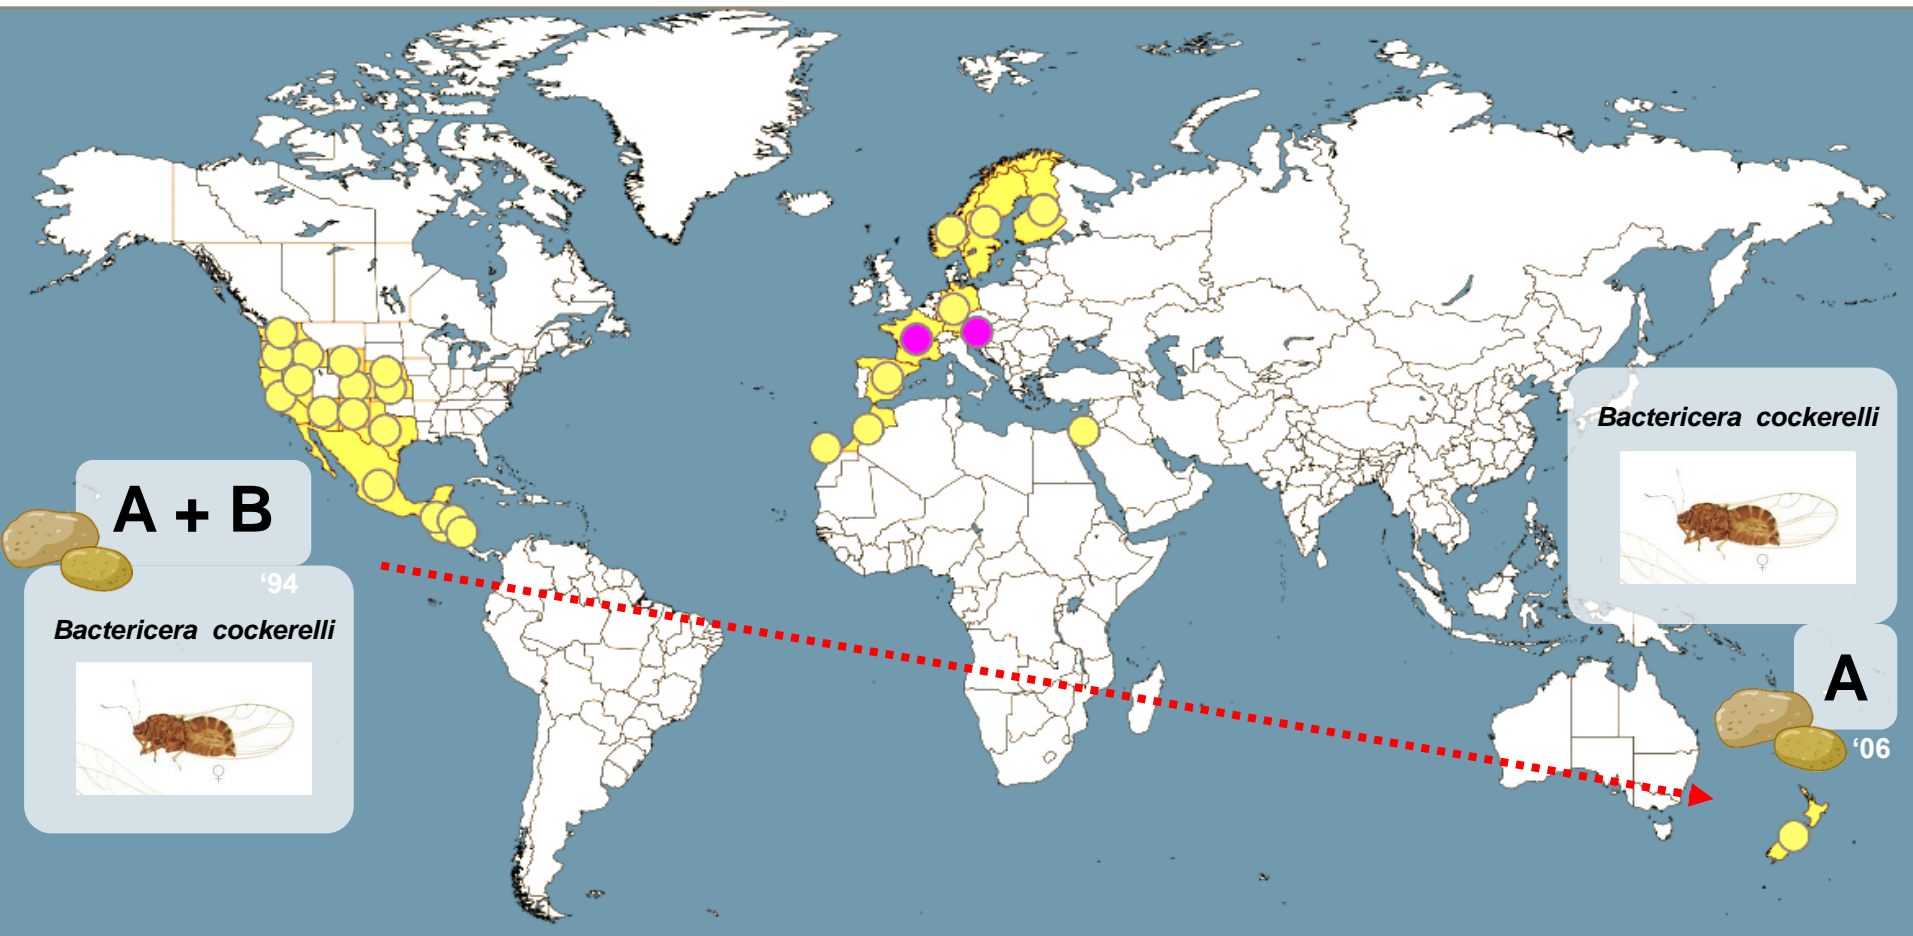 A + B
‘94
Bactericera cockerelli
♀
Bactericera cockerelli
♀
A
‘06